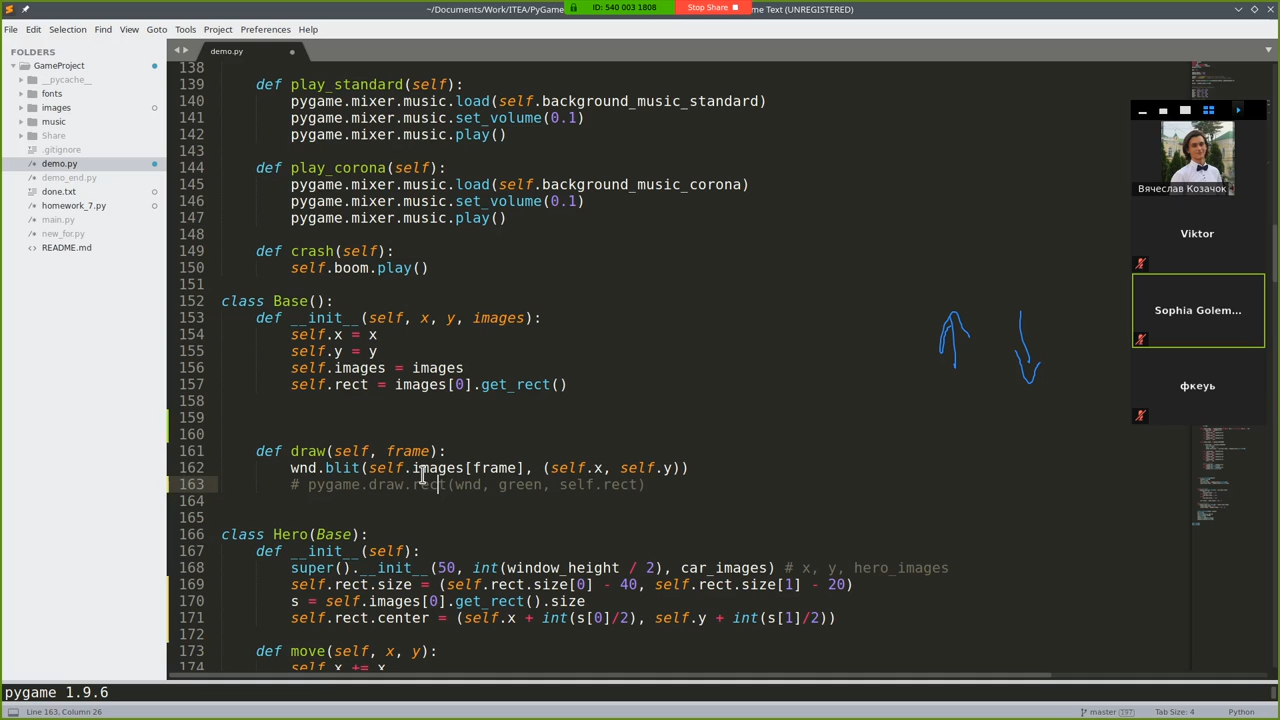 ~/Documents/Work/ITEA/PyGame
ID: 540 003 1808
Stop Share
me Text (UNREGISTERED)
File Edit Selection Find View Goto Tools Project Preferences Help
FOLDERS
GameProject
__pycache__
fonts
images
music
Share
.gitignore
demo.py
demo_end.py
done.txt
homework_7.py
main.py
new_for.py
README.md
demo.py
138
139 def play_standard(self):
140 pygame.mixer.music.load(self.background_music_standard)
141 pygame.mixer.music.set_volume(0.1)
142 pygame.mixer.music.play()
143
144 def play_corona(self):
145 pygame.mixer.music.load(self.background_music_corona)
146 pygame.mixer.music.set_volume(0.1)
147 pygame.mixer.music.play()
148
149 def crash(self):
150 self.boom.play()
151
152 class Base():
153 def __init__(self, x, y, images):
154 self.x = x
155 self.y = y
156 self.images = images
157 self.rect = images[0].get_rect()
158
159
160
161 def draw(self, frame):
162 wnd.blit(self.images[frame], (self.x, self.y))
163 # pygame.draw.rect(wnd, green, self.rect)
164
165
166 class Hero(Base):
167 def __init__(self):
168 super().__init__(50, int(window_height / 2), car_images) # x, y, hero_images
169 self.rect.size = (self.rect.size[0] - 40, self.rect.size[1] - 20)
170 s = self.images[0].get_rect().size
171 self.rect.center = (self.x + int(s[0]/2), self.y + int(s[1]/2))
172
173 def move(self, x, y):
174 self.x += x
Вячеслав Козачок
Viktor
Sophia Golem...
фкеуь
pygame 1.9.6
Line 163, Column 26
master 197
Tab Size: 4
Python